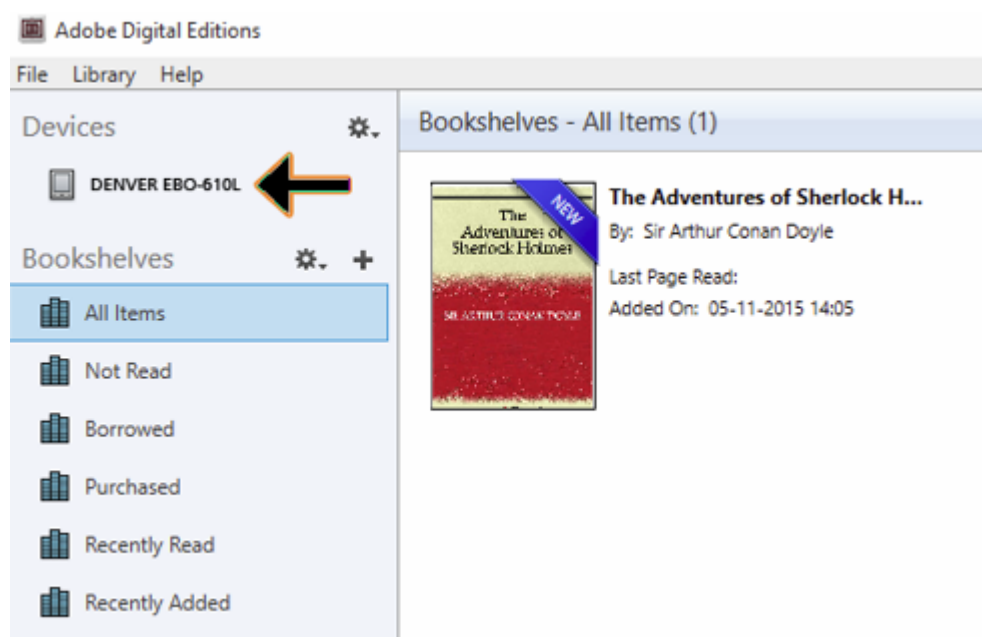 Adobe Digital Editions
File Library Help
Devices
DENVER EBO-610L
Bookshelves
All Items
Not Read
Borrowed
Purchased
Recently Read
Recently Added
Bookshelves - All Items (1)
The
Adventures of
Sherlock Holmes
SIR ARTHUR CONAN DOYLE
NEW
The Adventures of Sherlock H...
By: Sir Arthur Conan Doyle
Last Page Read:
Added On: 05-11-2015 14:05